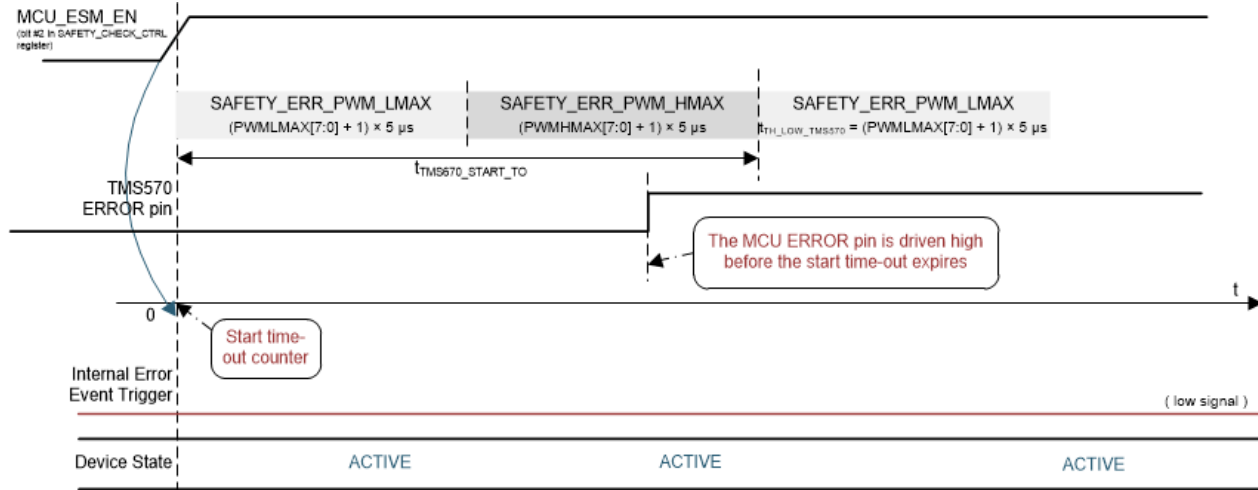 MCU_ESM_EN
(bit #2 in SAFETY_CHECK_CTRL
register)
SAFETY_ERR_PWM_LMAX
(PWMLMAX[7:0] + 1) × 5 µs
SAFETY_ERR_PWM_HMAX
(PWMHMAX[7:0] + 1) × 5 µs
SAFETY_ERR_PWM_LMAX
tTH_LOW_TMS570 = (PWMLMAX[7:0] + 1) × 5 µs
tTMS570_START_TO
TMS570
ERROR pin
The MCU ERROR pin is driven high
before the start time-out expires
t
0
Start time-
out counter
Internal Error
Event Trigger
( low signal )
Device State
ACTIVE
ACTIVE
ACTIVE